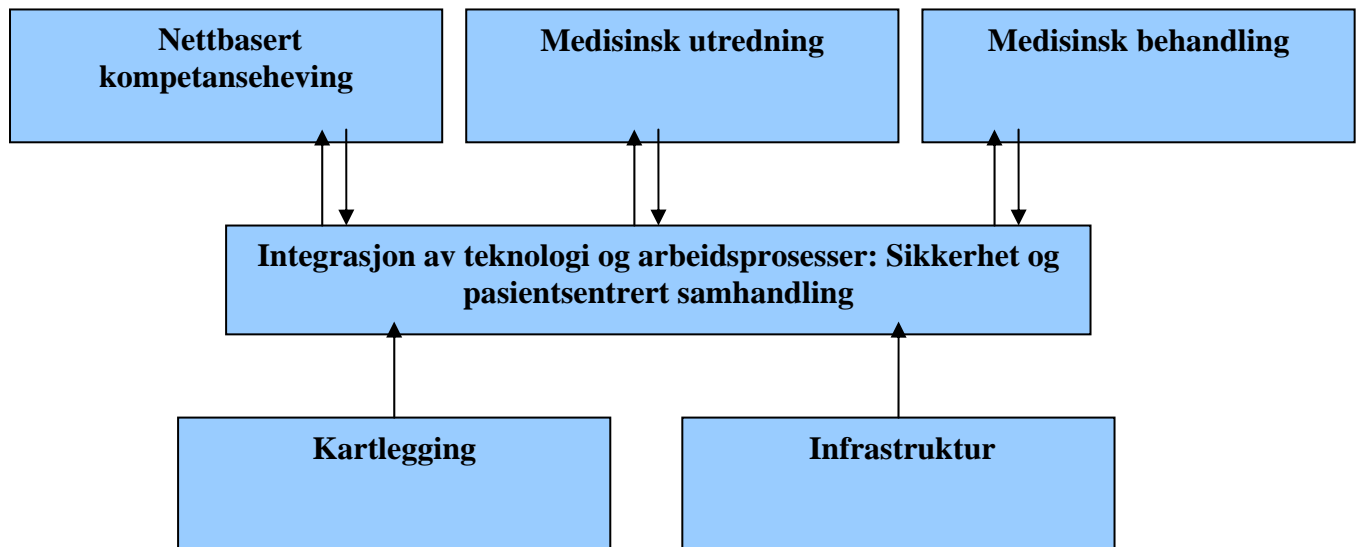 Nettbasert
kompetanseheving
Medisinsk utredning
Medisinsk behandling
Integrasjon av teknologi og arbeidsprosesser: Sikkerhet og
pasientsentrert samhandling
Kartlegging
Infrastruktur